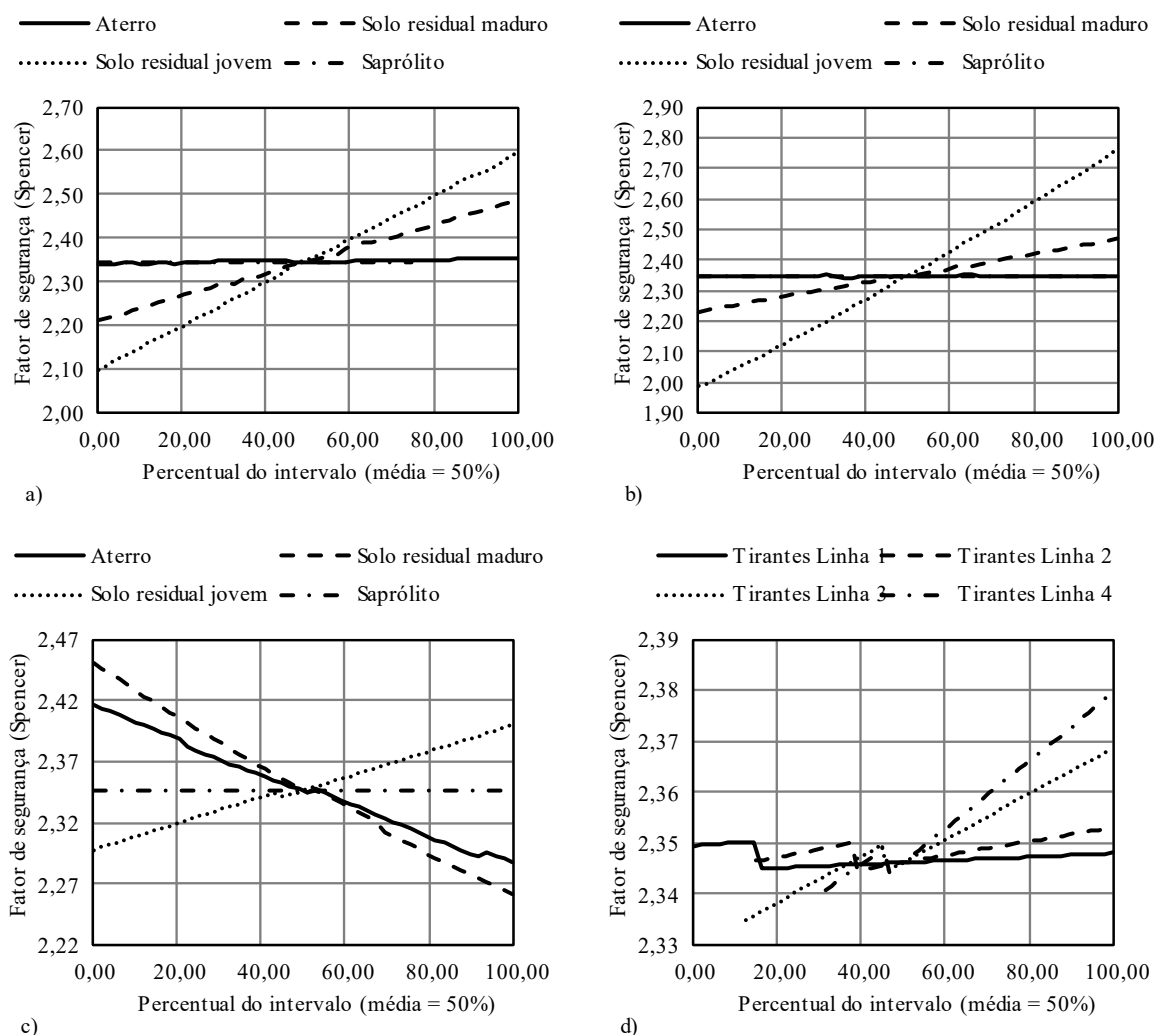 Aterro
Solo residual maduro
Solo residual jovem
Saprólito
Fator de segurança (Spencer)
2,70
2,60
2,50
2,40
2,30
2,20
2,10
2,00
0,00 20,00 40,00 60,00 80,00 100,00
Percentual do intervalo (média = 50%)
a)
Aterro
Solo residual maduro
Solo residual jovem
Saprólito
Fator de segurança (Spencer)
2,90
2,80
2,70
2,60
2,50
2,40
2,30
2,20
2,10
2,00
1,90
0,00 20,00 40,00 60,00 80,00 100,00
Percentual do intervalo (média = 50%)
b)
Aterro
Solo residual maduro
Solo residual jovem
Saprólito
Fator de segurança (Spencer)
2,47
2,42
2,37
2,32
2,27
2,22
0,00 20,00 40,00 60,00 80,00 100,00
Percentual do intervalo (média = 50%)
c)
Tirantes Linha 1
Tirantes Linha 2
Tirantes Linha 3
Tirantes Linha 4
Fator de segurança (Spencer)
2,39
2,38
2,37
2,36
2,35
2,34
2,33
0,00 20,00 40,00 60,00 80,00 100,00
Percentual do intervalo (média = 50%)
d)